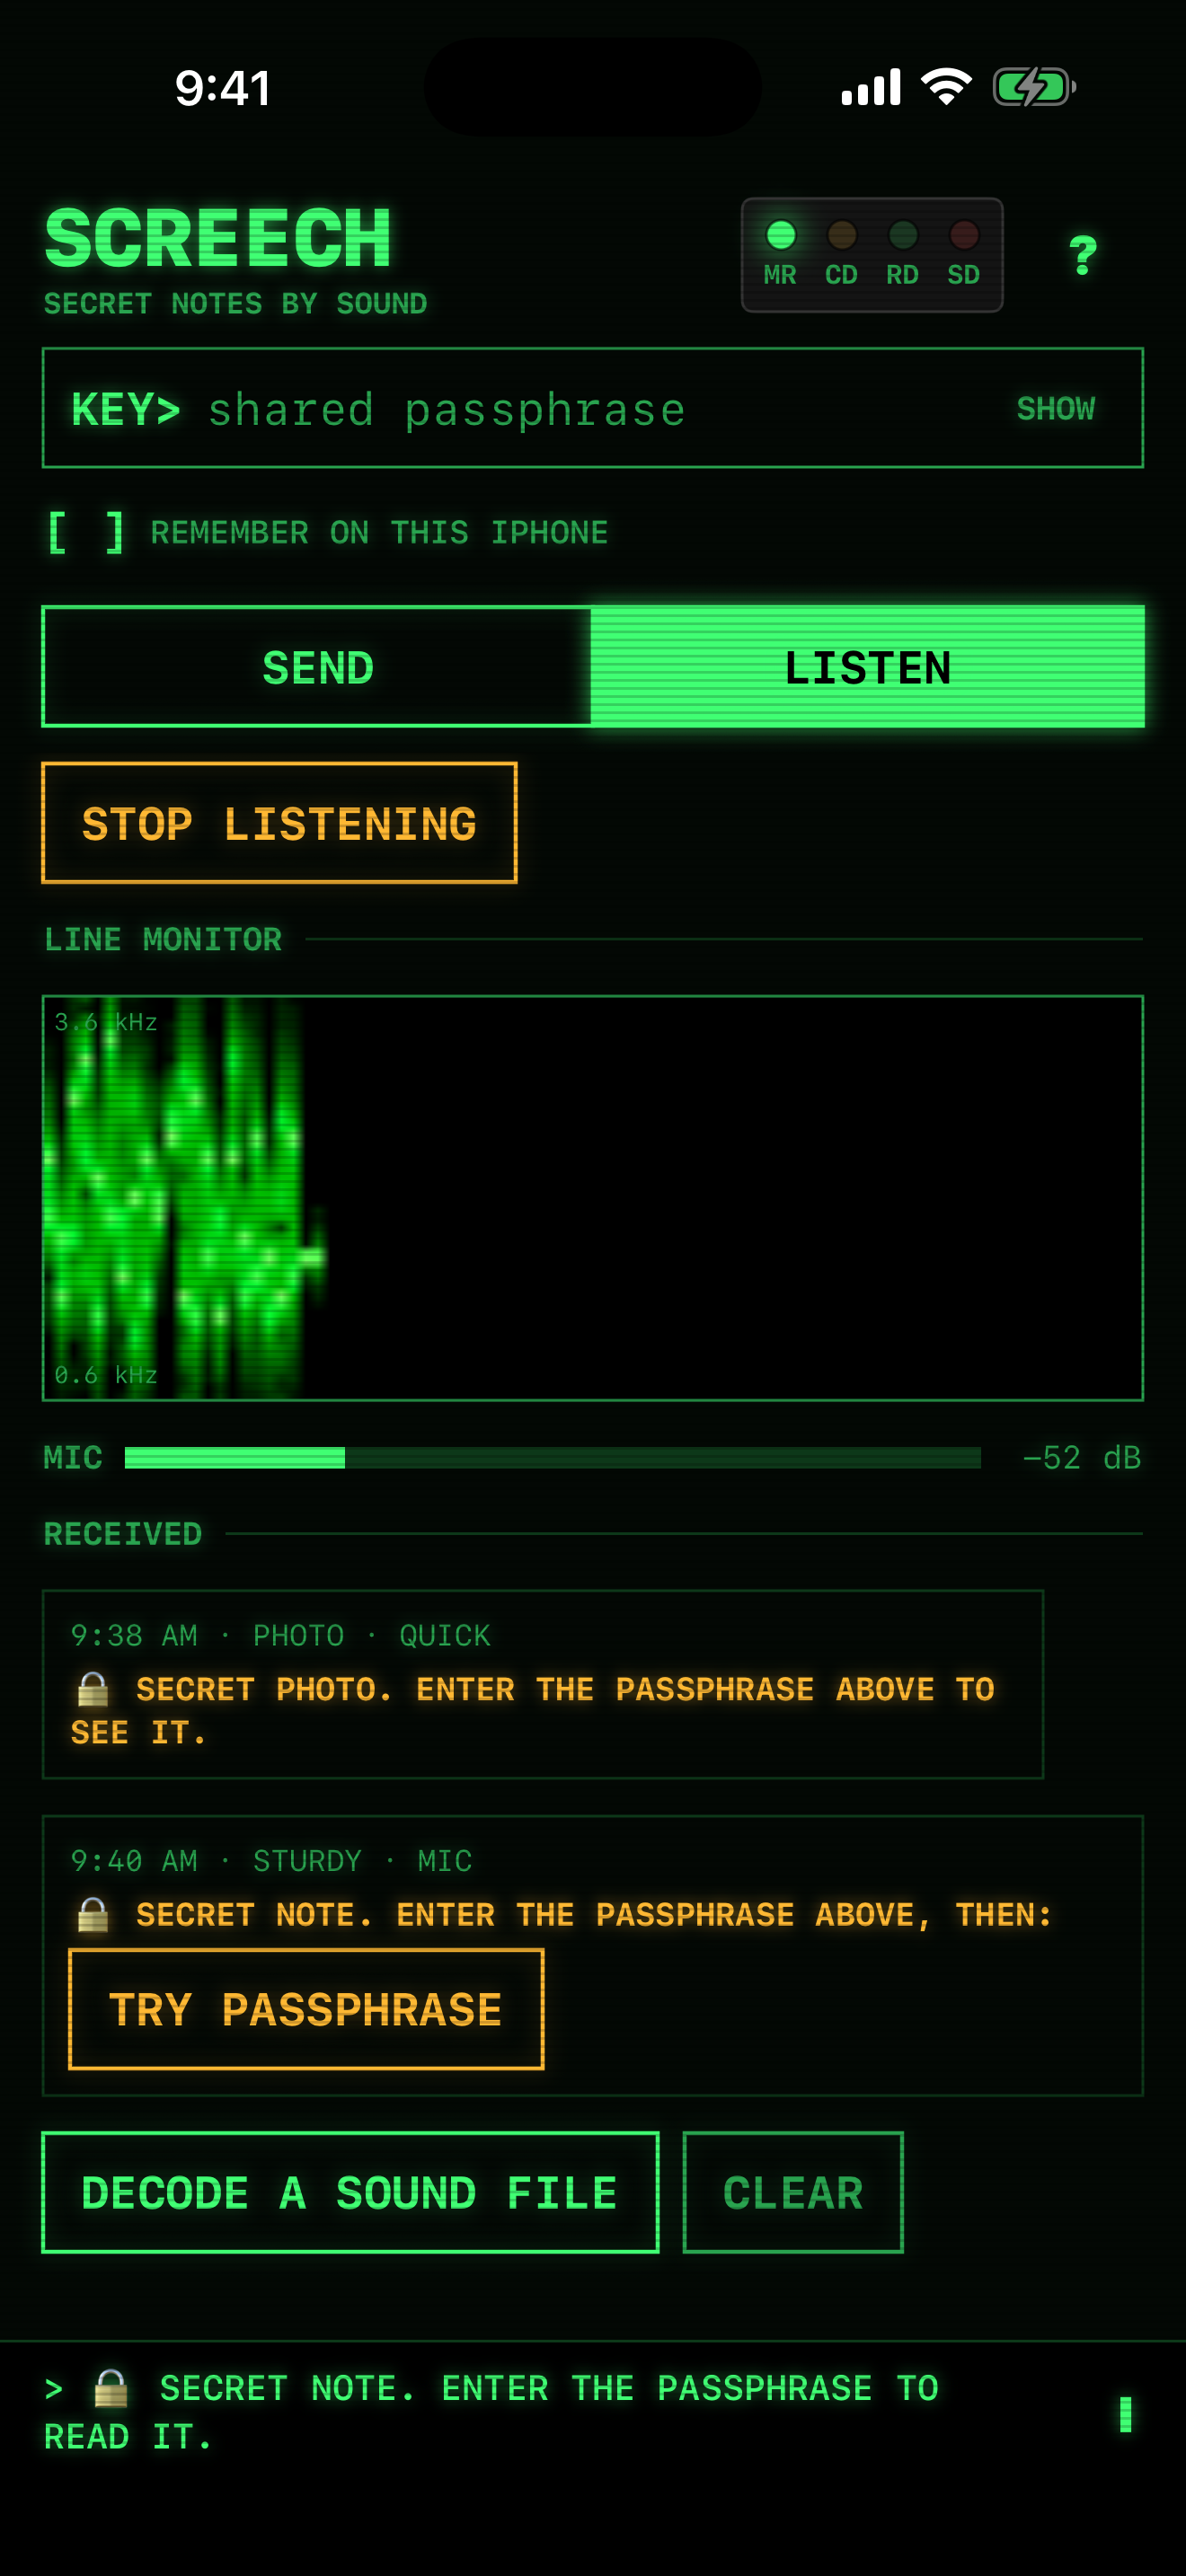 9:41
SCREECH
SECRET NOTES BY SOUND
MR CD RD SD
?
KEY> shared passphrase SHOW
[ ] REMEMBER ON THIS IPHONE
SEND LISTEN
STOP LISTENING
LINE MONITOR
3.6 kHz
0.6 kHz
MIC −52 dB
RECEIVED
9:38 AM · PHOTO · QUICK
🔒 SECRET PHOTO. ENTER THE PASSPHRASE ABOVE TO
SEE IT.
9:40 AM · STURDY · MIC
🔒 SECRET NOTE. ENTER THE PASSPHRASE ABOVE, THEN:
TRY PASSPHRASE
DECODE A SOUND FILE CLEAR
> 🔒 SECRET NOTE. ENTER THE PASSPHRASE TO
READ IT.